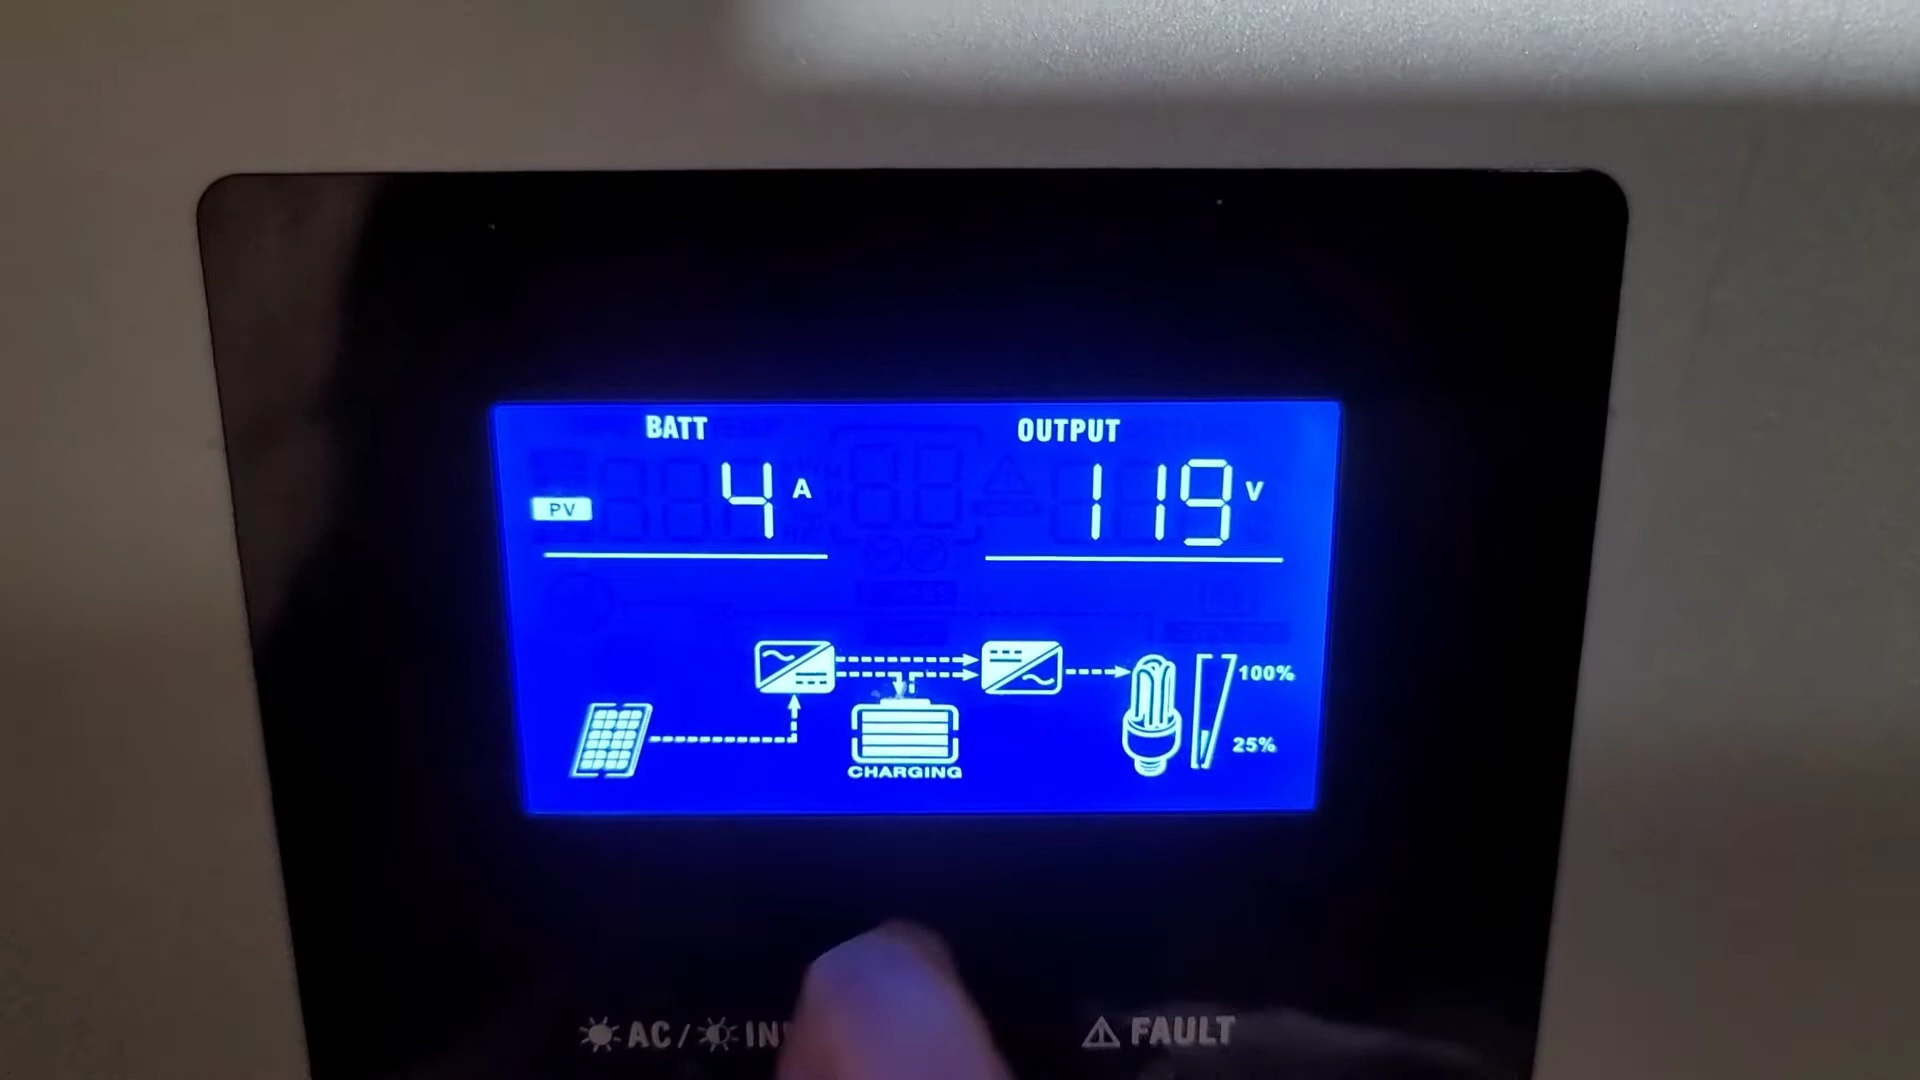 BATT OUTPUT
PV 4 A 119 V
100%
25%
CHARGING
AC / FAULT